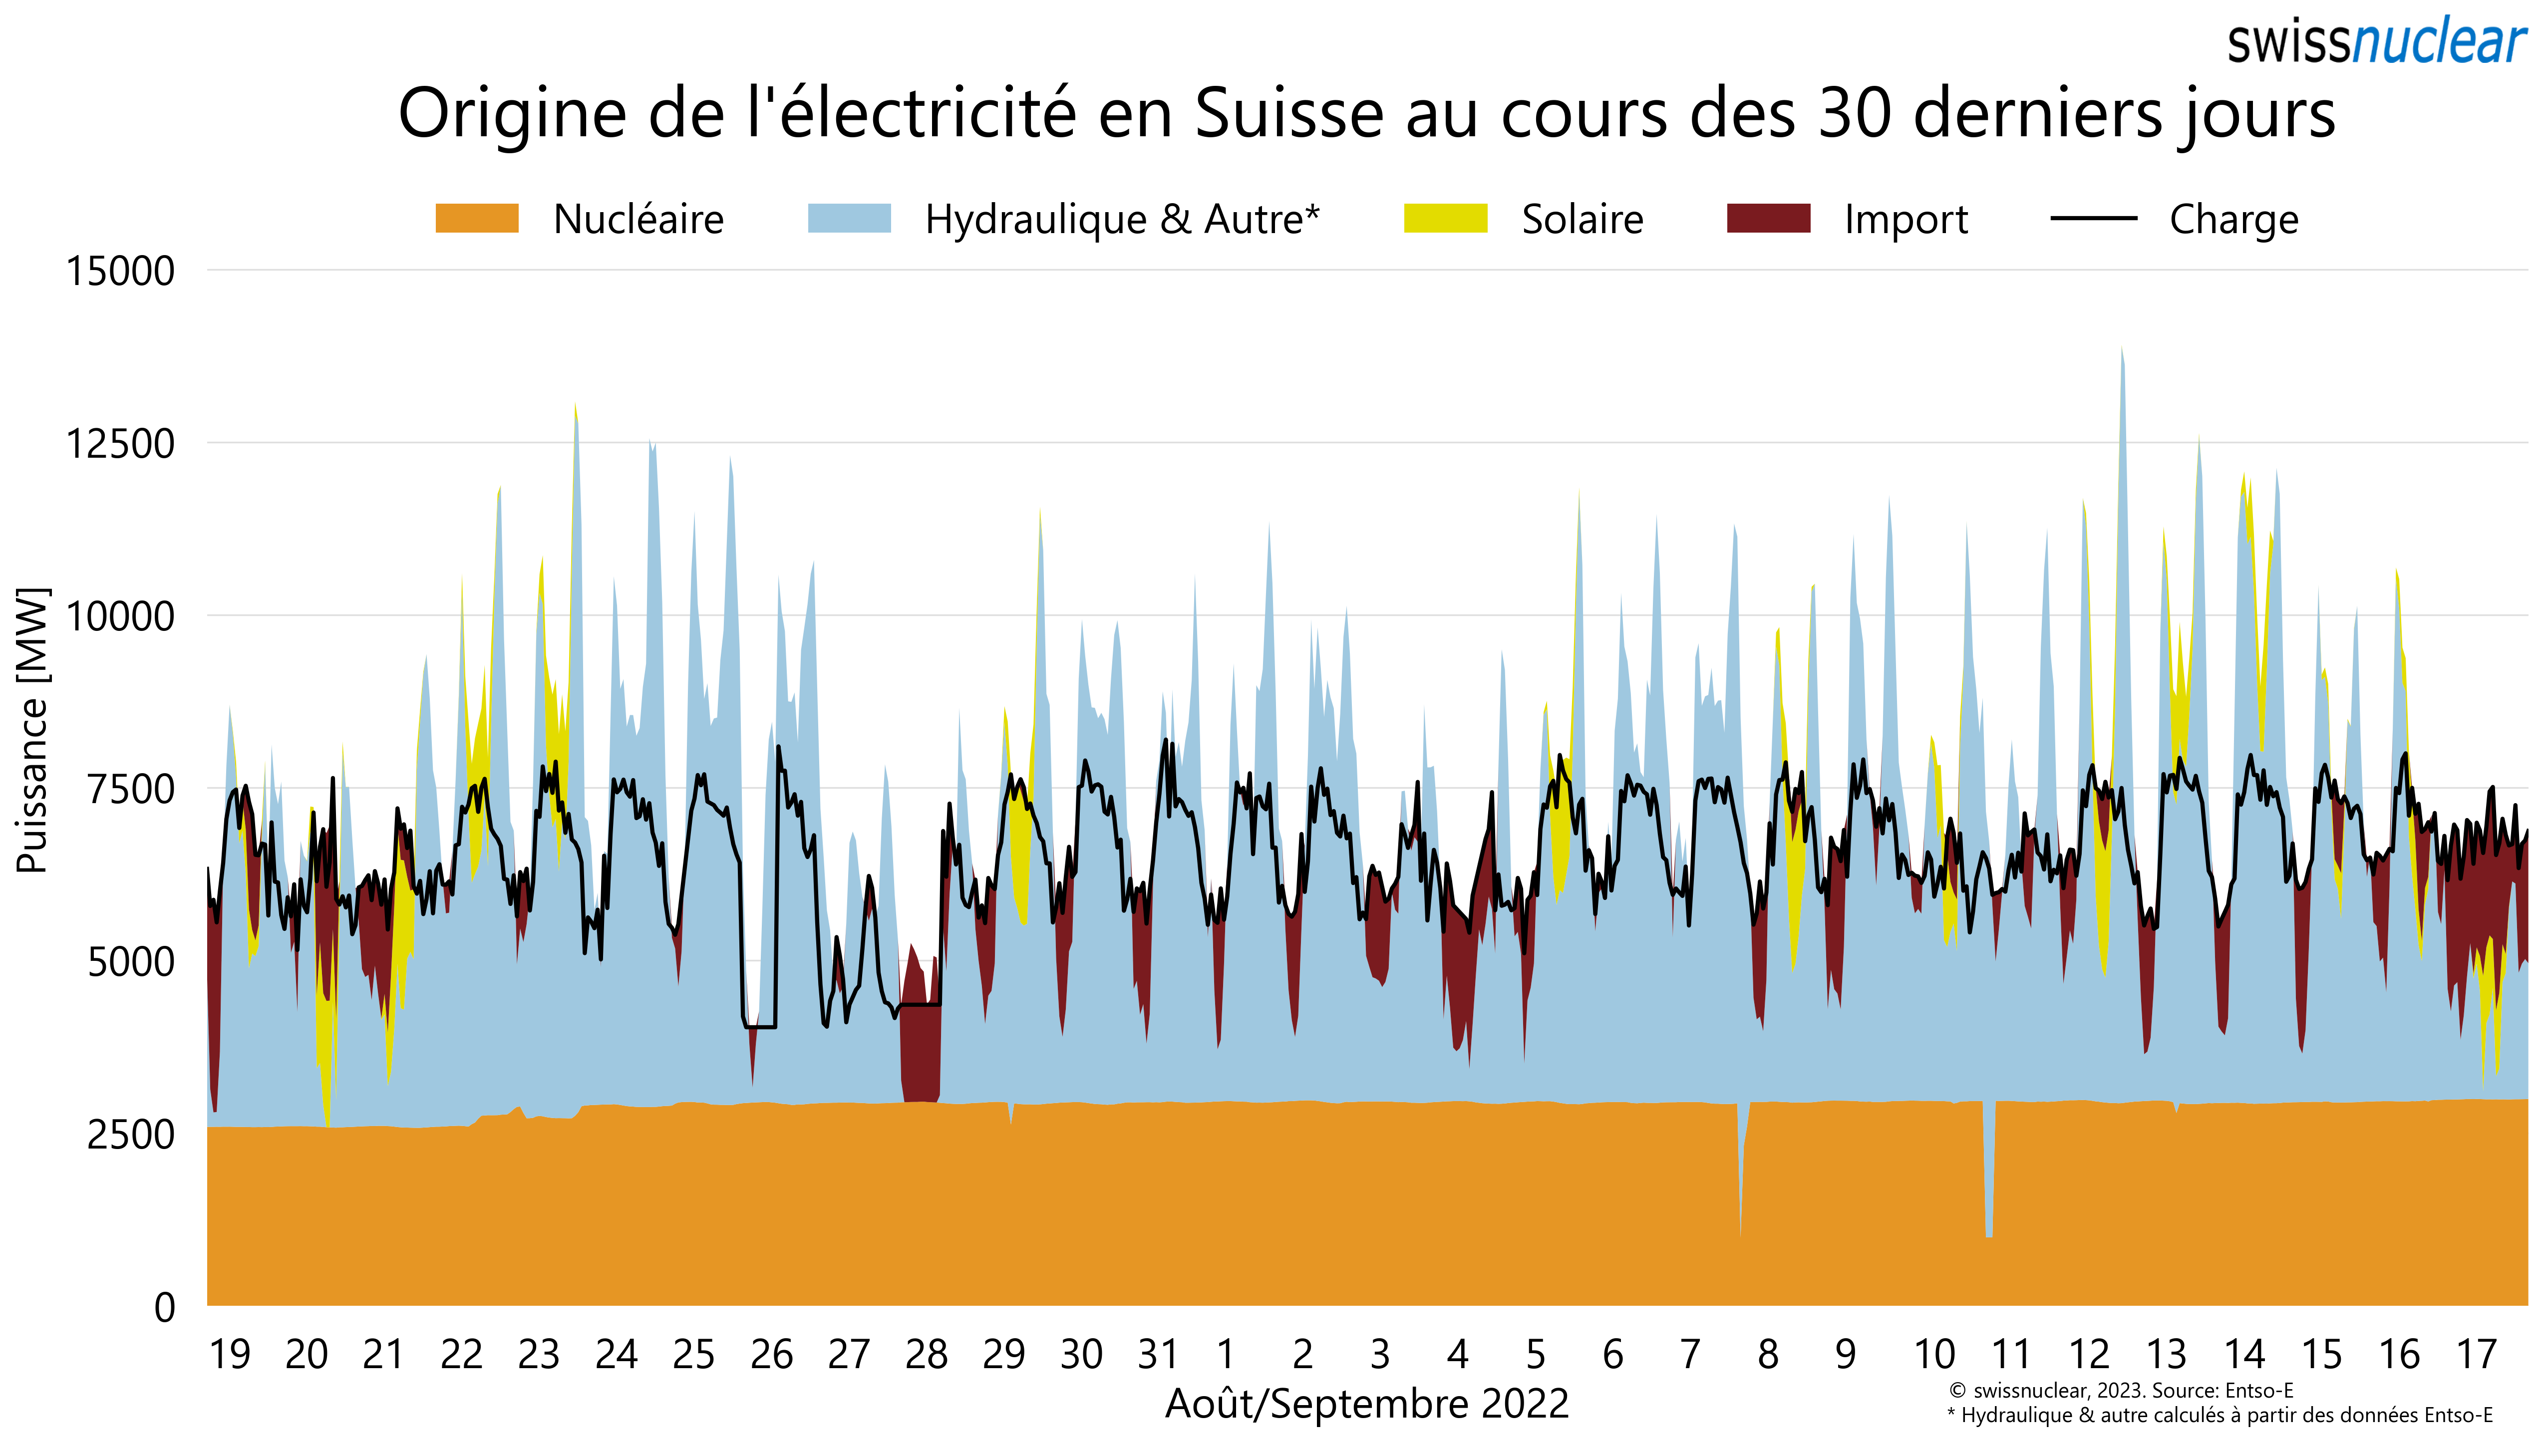 swissnuclear
Origine de l'électricité en Suisse au cours des 30 derniers jours
Nucléaire Hydraulique & Autre* Solaire Import Charge
15000
12500
10000
7500
5000
2500
0
Puissance [MW]
19 20 21 22 23 24 25 26 27 28 29 30 31 1 2 3 4 5 6 7 8 9 10 11 12 13 14 15 16 17
Août/Septembre 2022
© swissnuclear, 2023. Source: Entso-E
* Hydraulique & autre calculés à partir des données Entso-E